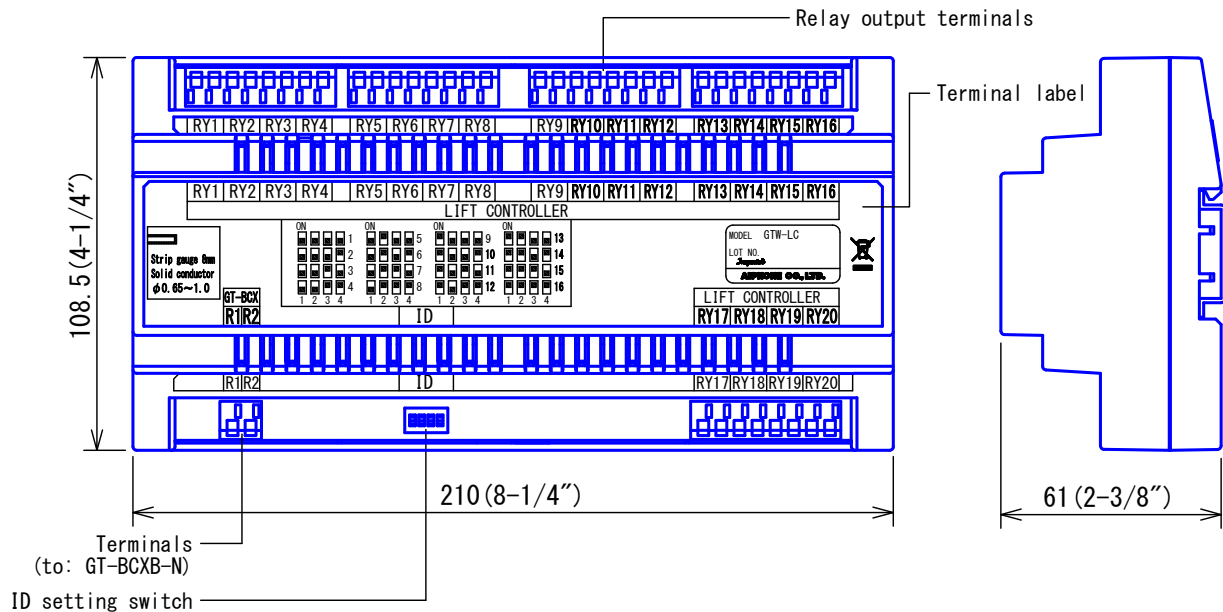 Relay output terminals
Terminal label
RY1 RY2 RY3 RY4 RY5 RY6 RY7 RY8 RY9 RY10 RY11 RY12 RY13 RY14 RY15 RY16
RY1 RY2 RY3 RY4 RY5 RY6 RY7 RY8 RY9 RY10 RY11 RY12 RY13 RY14 RY15 RY16
LIFT CONTROLLER
Strip gauge 8mm
Solid conductor
φ0.65~1.0
ON ON ON ON
1 5 9 13
2 6 10 14
3 7 11 15
4 8 12 16
1 2 3 4 1 2 3 4 1 2 3 4 1 2 3 4
MODEL GTW-LC
LOT NO.
AIPHONE CO.,LTD.
GT-BCX
R1 R2
ID
LIFT CONTROLLER
RY17 RY18 RY19 RY20
R1 R2
ID
RY17 RY18 RY19 RY20
108.5(4-1/4″)
210(8-1/4″)
61(2-3/8″)
Terminals
(to: GT-BCXB-N)
ID setting switch